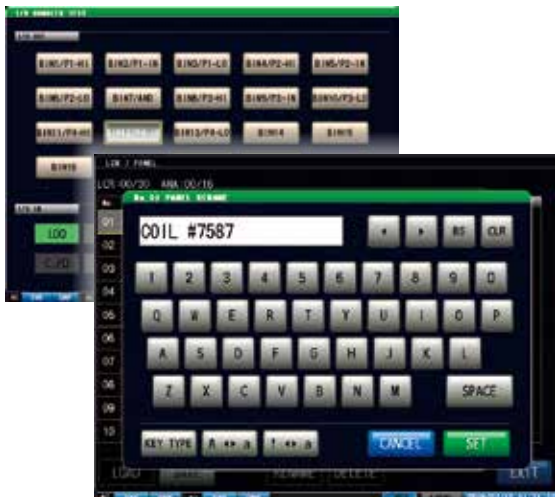 I/O HANDLER TEST
BIN1/P1-HI BIN2/P1-IN BIN3/P1-LO BIN4/P2-HI BIN5/P2-IN
BIN6/P2-LO BIN7/AND BIN8/P3-HI BIN9/P3-IN BIN10/P3-LO
BIN11/P4-HI BIN13/P4-LO BIN14 BIN15
BIN16
LCR / PANEL
LCR:00/30 ANA:00/16
No.01 PANEL RENAME
COIL #7587
BS CLR
1 2 3 4 5 6 7 8 9 0
Q W E R T Y U I O P
A S D F G H J K L
Z X C V B N M SPACE
KEY TYPE A ↔ a ! ↔ a CANCEL SET
No.
01
02
03
04
05
06
07
08
09
10
LOAD RENAME DELETE EXIT